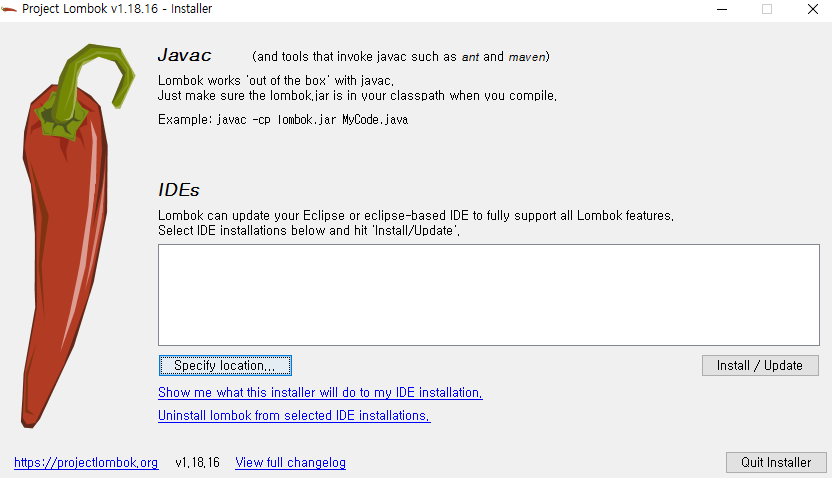 Project Lombok v1.18.16 - Installer
Javac (and tools that invoke javac such as ant and maven)
Lombok works 'out of the box' with javac.
Just make sure the lombok.jar is in your classpath when you compile.
Example: javac -cp lombok.jar MyCode.java
IDEs
Lombok can update your Eclipse or eclipse-based IDE to fully support all Lombok features.
Select IDE installations below and hit 'Install/Update'.
Specify location... Install / Update
Show me what this installer will do to my IDE installation.
Uninstall lombok from selected IDE installations.
https://projectlombok.org v1.18.16 View full changelog Quit Installer